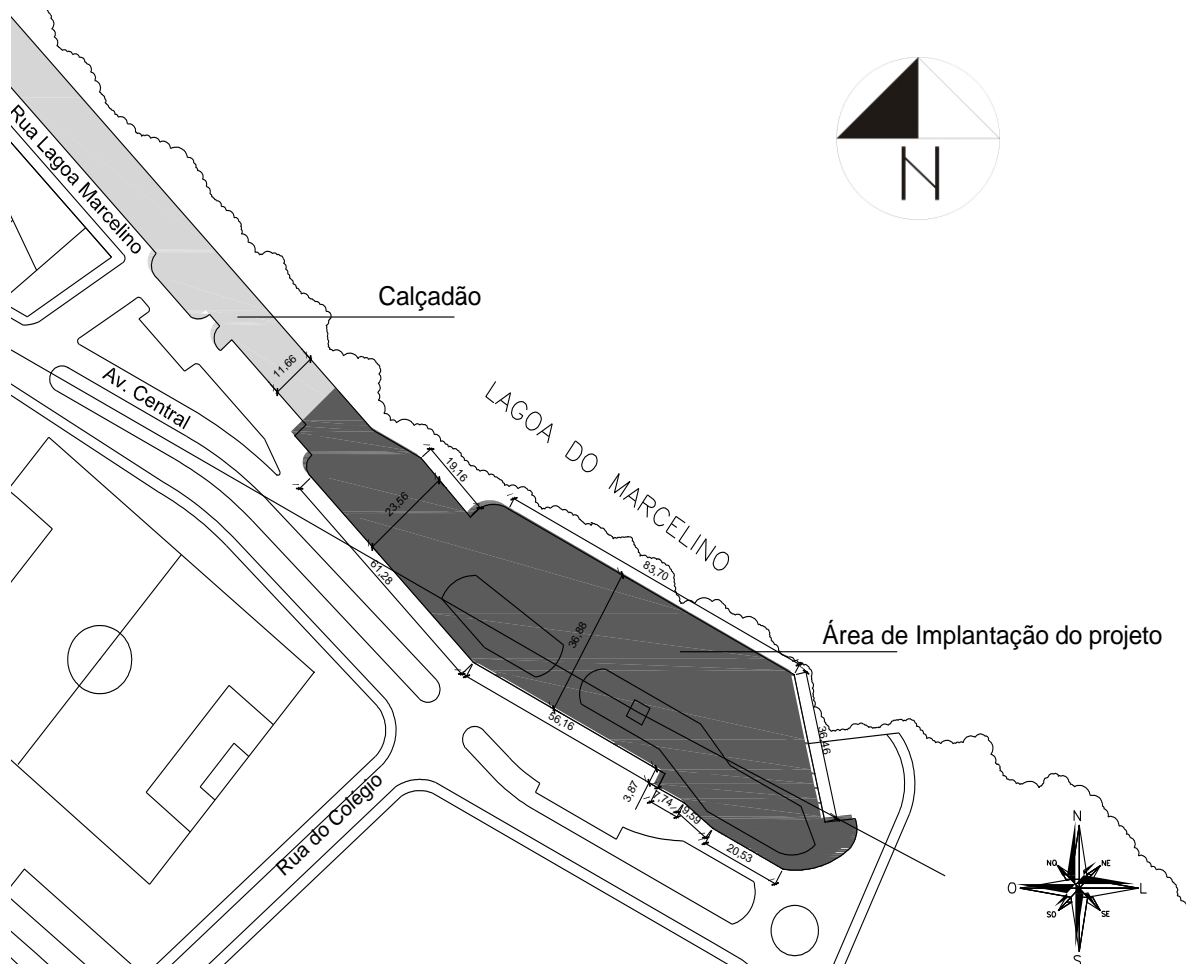 N
Rua Lagoa Marcelino
Calçadão
11,66
Av. Central
LAGOA DO MARCELINO
19,16
23,56
83,70
61,28
36,88
Área de Implantação do projeto
56,16
36,46
3,87
7,74
9,59
20,53
Rua do Colégio
N
NO
NE
O
L
SO
SE
S